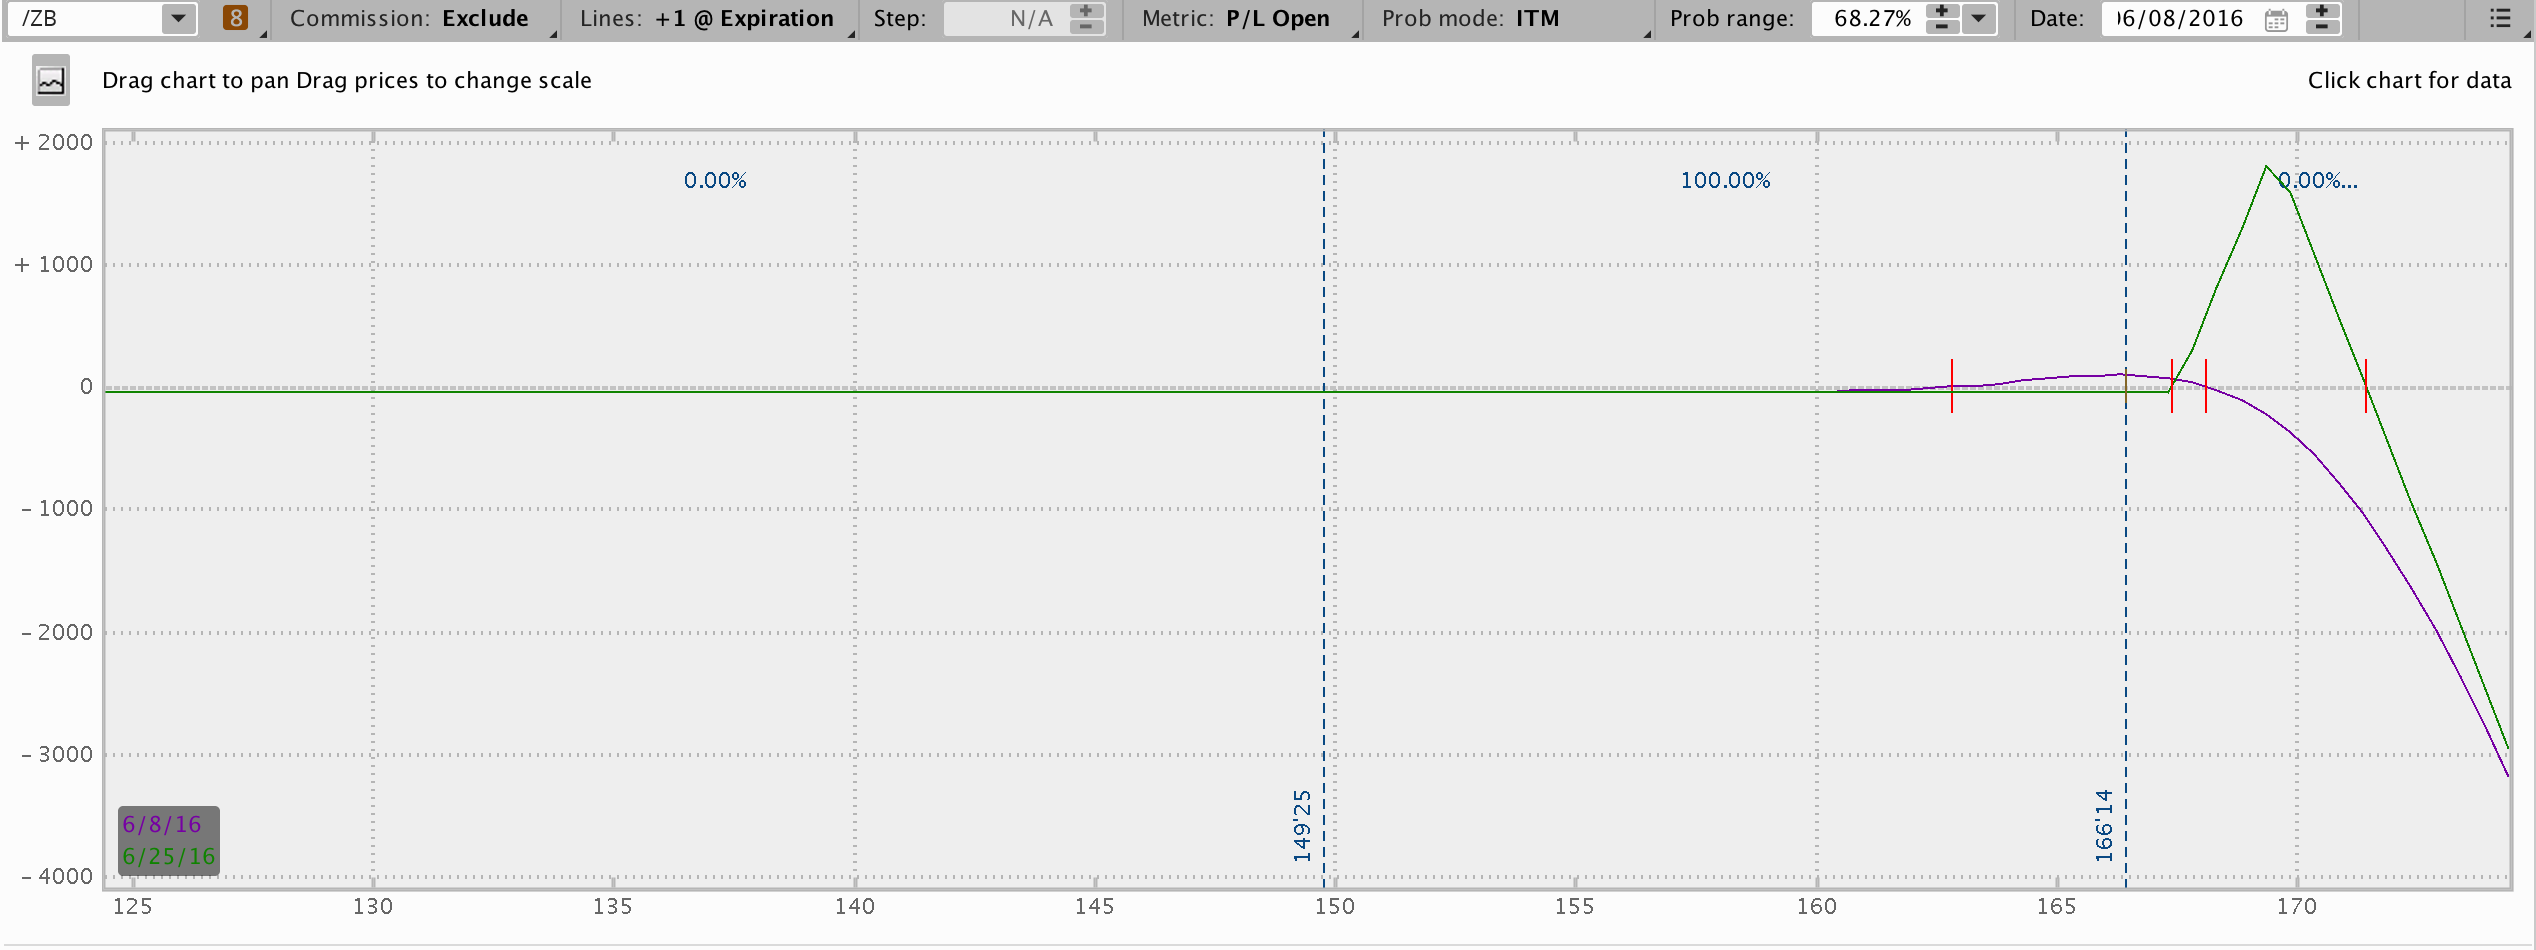 /ZB 8 Commission: Exclude Lines: +1 @ Expiration Step: N/A Metric: P/L Open Prob mode: ITM Prob range: 68.27% Date: 06/08/2016
Drag chart to pan Drag prices to change scale Click chart for data
+ 2000
0.00% 100.00% 0.00%...
+ 1000
0
- 1000
- 2000
- 3000
149'25 166'14
6/8/16
6/25/16
- 4000
125 130 135 140 145 150 155 160 165 170